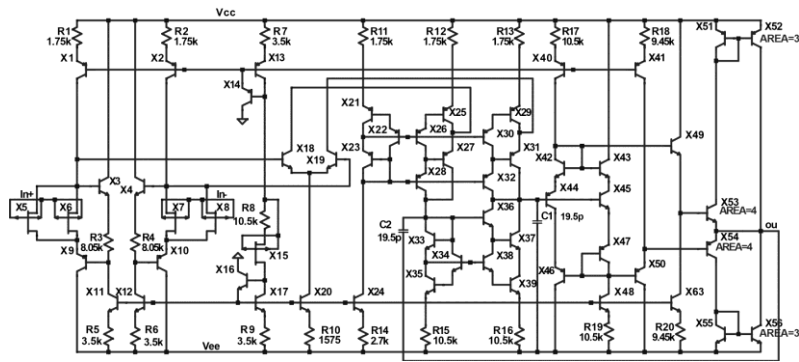 Vcc
R1
1.75k
R2
1.75k
R7
3.5k
R11
1.75k
R12
1.75k
R13
1.75k
R17
10.5k
R18
9.45k
X51
X52
AREA=3
X1
X2
X13
X14
X40
X41
X21
X22
X25
X26
X29
X30
X18
X19
X23
X27
X28
X31
X32
X42
X43
X49
X3
X4
X44
X45
In+
X5
X6
In-
X7
X8
R8
10.5k
X36
C1
19.5p
X53
AREA=4
ou
X54
AREA=4
C2
19.5p
X33
X34
X37
X47
R3
8.05k
R4
8.05k
X9
X10
X15
X16
X35
X38
X39
X46
X50
X11
X12
X17
X20
X24
X48
X63
R5
3.5k
R6
3.5k
R9
3.5k
R10
1575
R14
2.7k
R15
10.5k
R16
10.5k
R19
10.5k
R20
9.45k
X55
X56
AREA=3
Vee